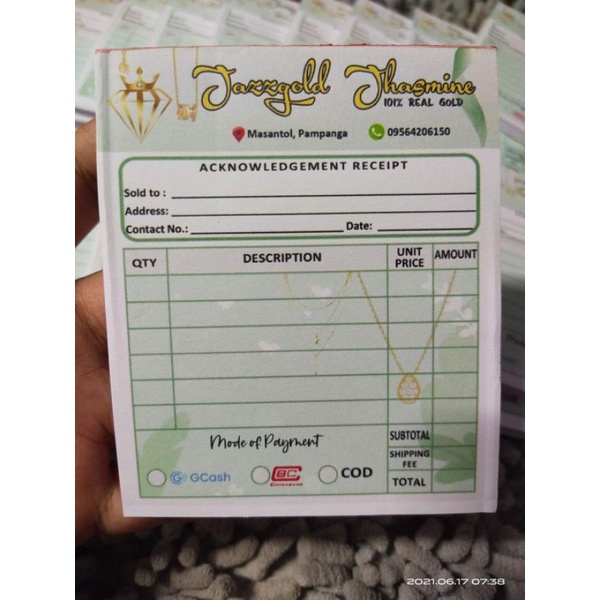 Jazzgold Jhasmine
101% REAL GOLD
Masantol, Pampanga 09564206150
ACKNOWLEDGEMENT RECEIPT
Sold to :
Address:
Contact No.: Date:
QTY DESCRIPTION UNIT PRICE AMOUNT
Mode of Payment
SUBTOTAL
SHIPPING FEE
TOTAL
GCash COD
2021.06.17 07:38